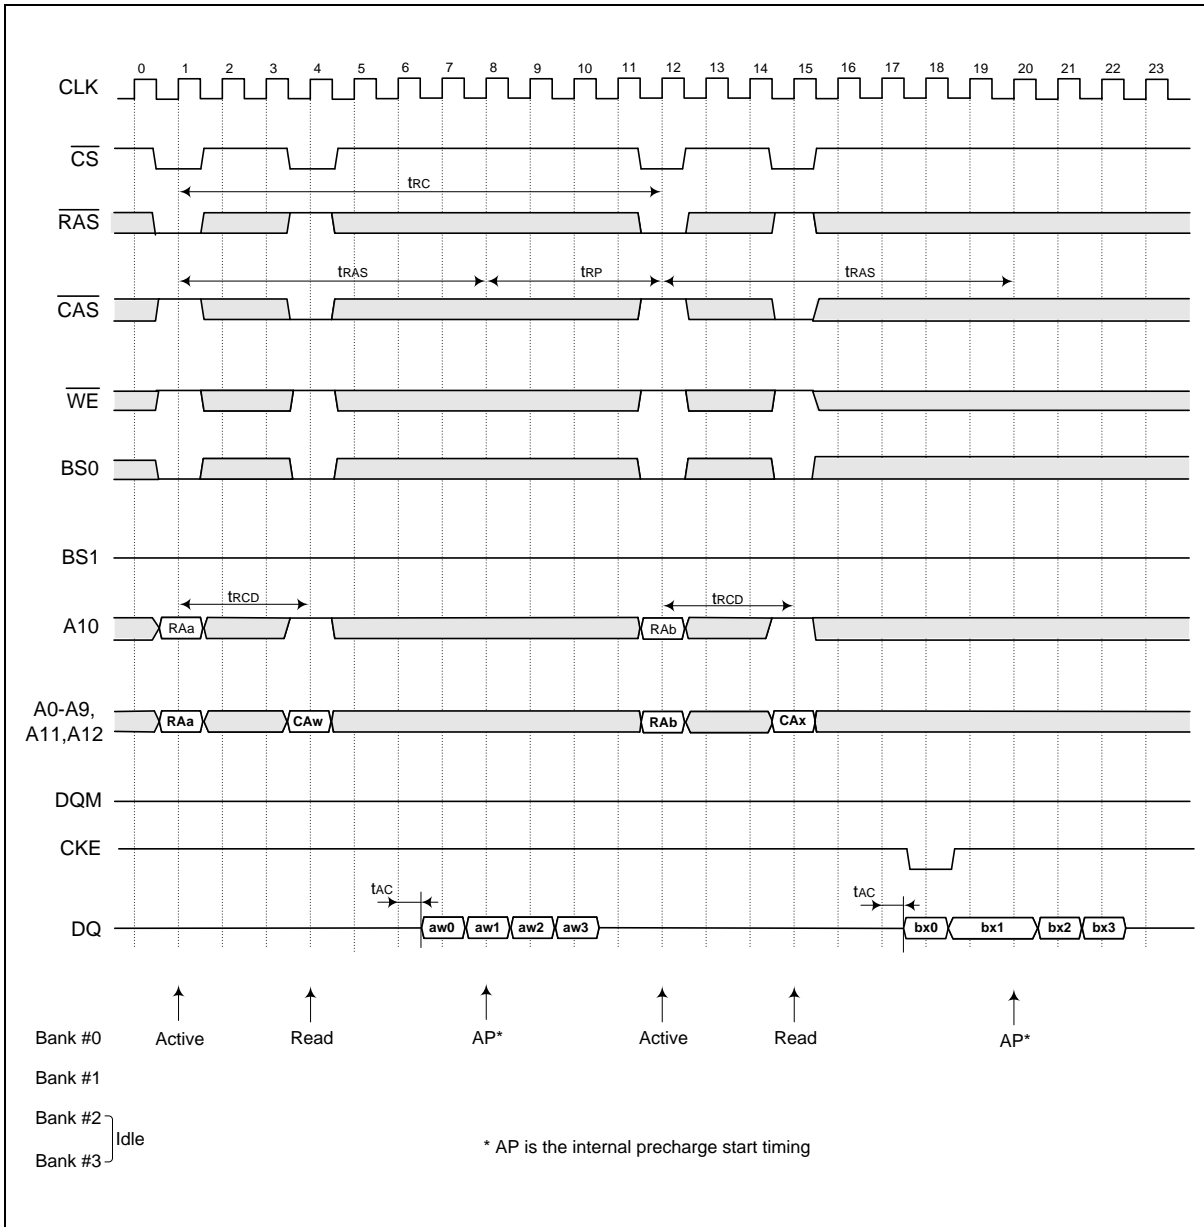 0 1 2 3 4 5 6 7 8 9 10 11 12 13 14 15 16 17 18 19 20 21 22 23
CLK
CS
tRC
RAS
tRAS tRP tRAS
CAS
WE
BS0
BS1
tRCD tRCD
A10 RAa RAb
A0-A9,
A11,A12 RAa CAw RAb CAx
DQM
CKE
tAC tAC
DQ aw0 aw1 aw2 aw3 bx0 bx1 bx2 bx3
Bank #0 Active Read AP* Active Read AP*
Bank #1
Bank #2
Idle
Bank #3
* AP is the internal precharge start timing